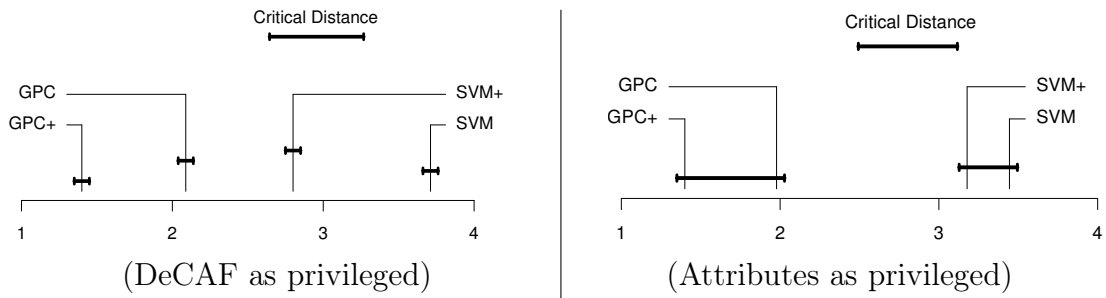 Critical Distance
GPC
GPC+
SVM+
SVM
1 2 3 4
(DeCAF as privileged)
Critical Distance
GPC
GPC+
SVM+
SVM
1 2 3 4
(Attributes as privileged)